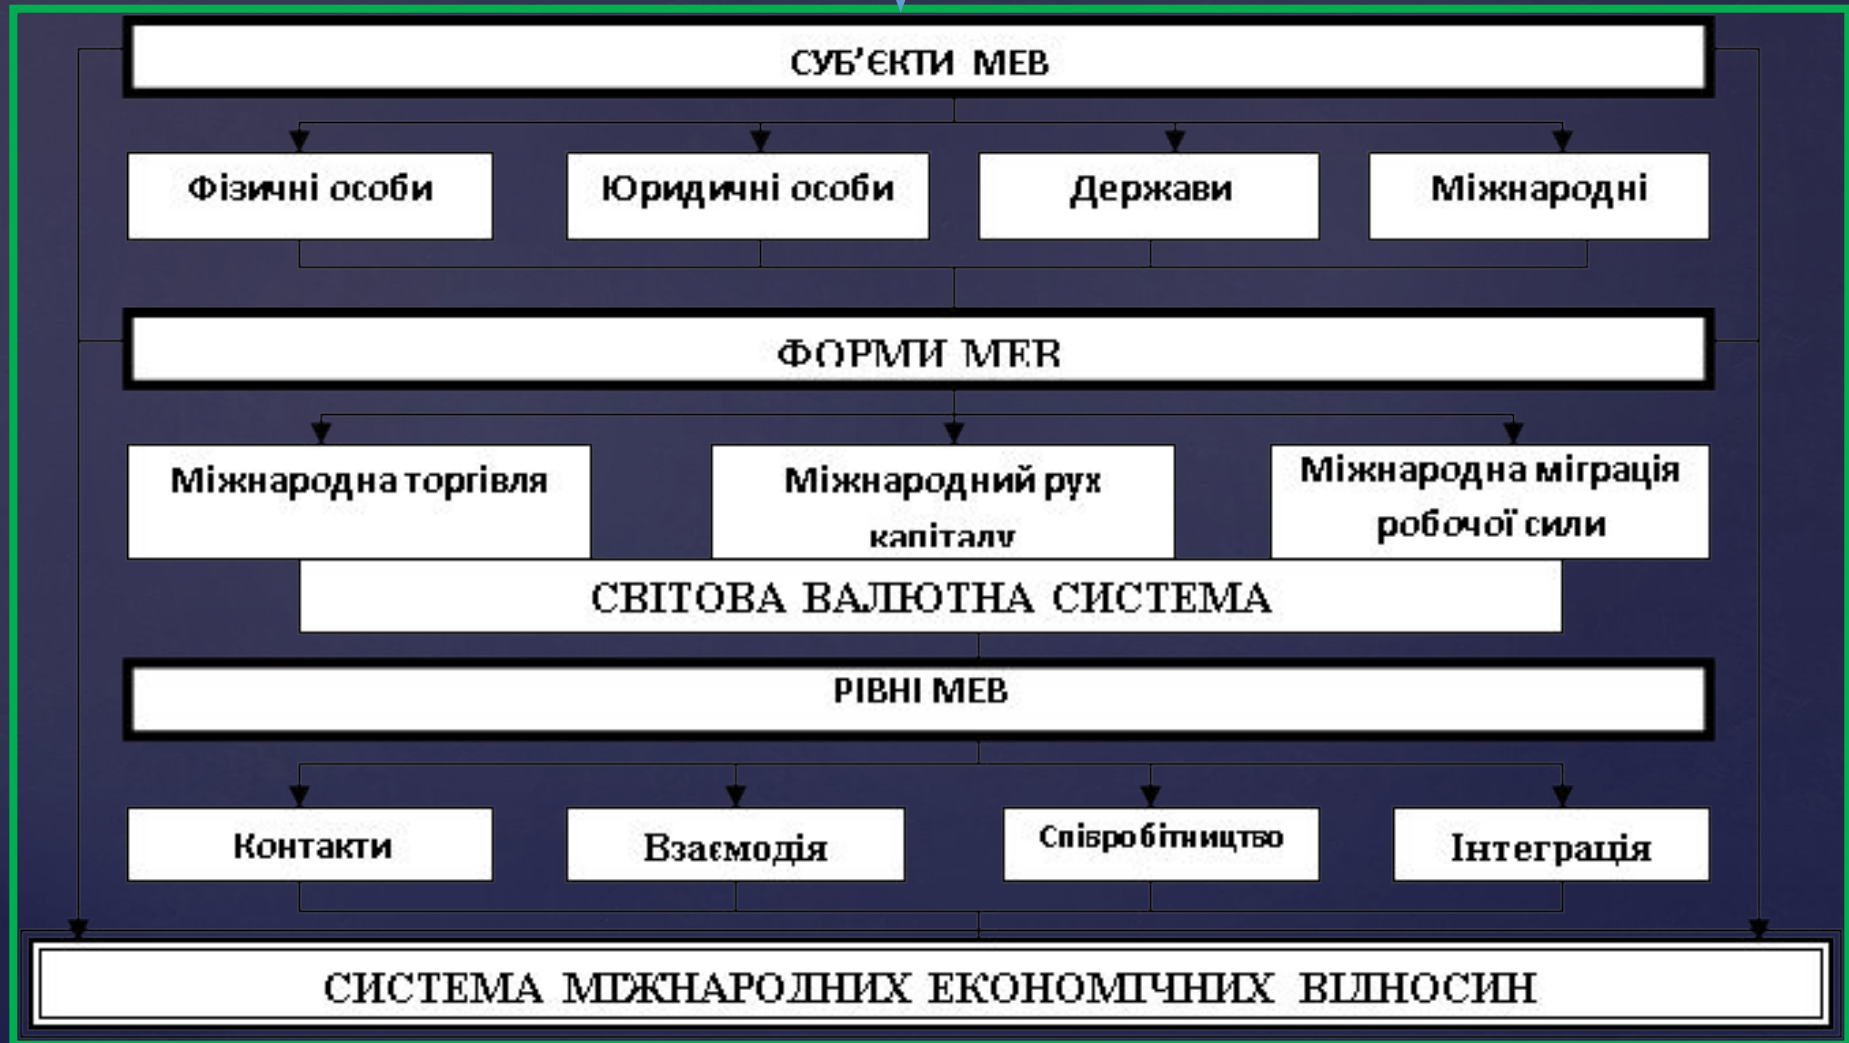 СУБ’ЄКТИ МЕВ
Фізичні особи
Юридичні особи
Держави
Міжнародні
ФОРМИ МЕВ
Міжнародна торгівля
Міжнародний рух
капіталу
Міжнародна міграція
робочої сили
СВІТОВА ВАЛЮТНА СИСТЕМА
РІВНІ МЕВ
Контакти
Взаємодія
Співробітництво
Інтеграція
СИСТЕМА МІЖНАРОДНИХ ЕКОНОМІЧНИХ ВІДНОСИН